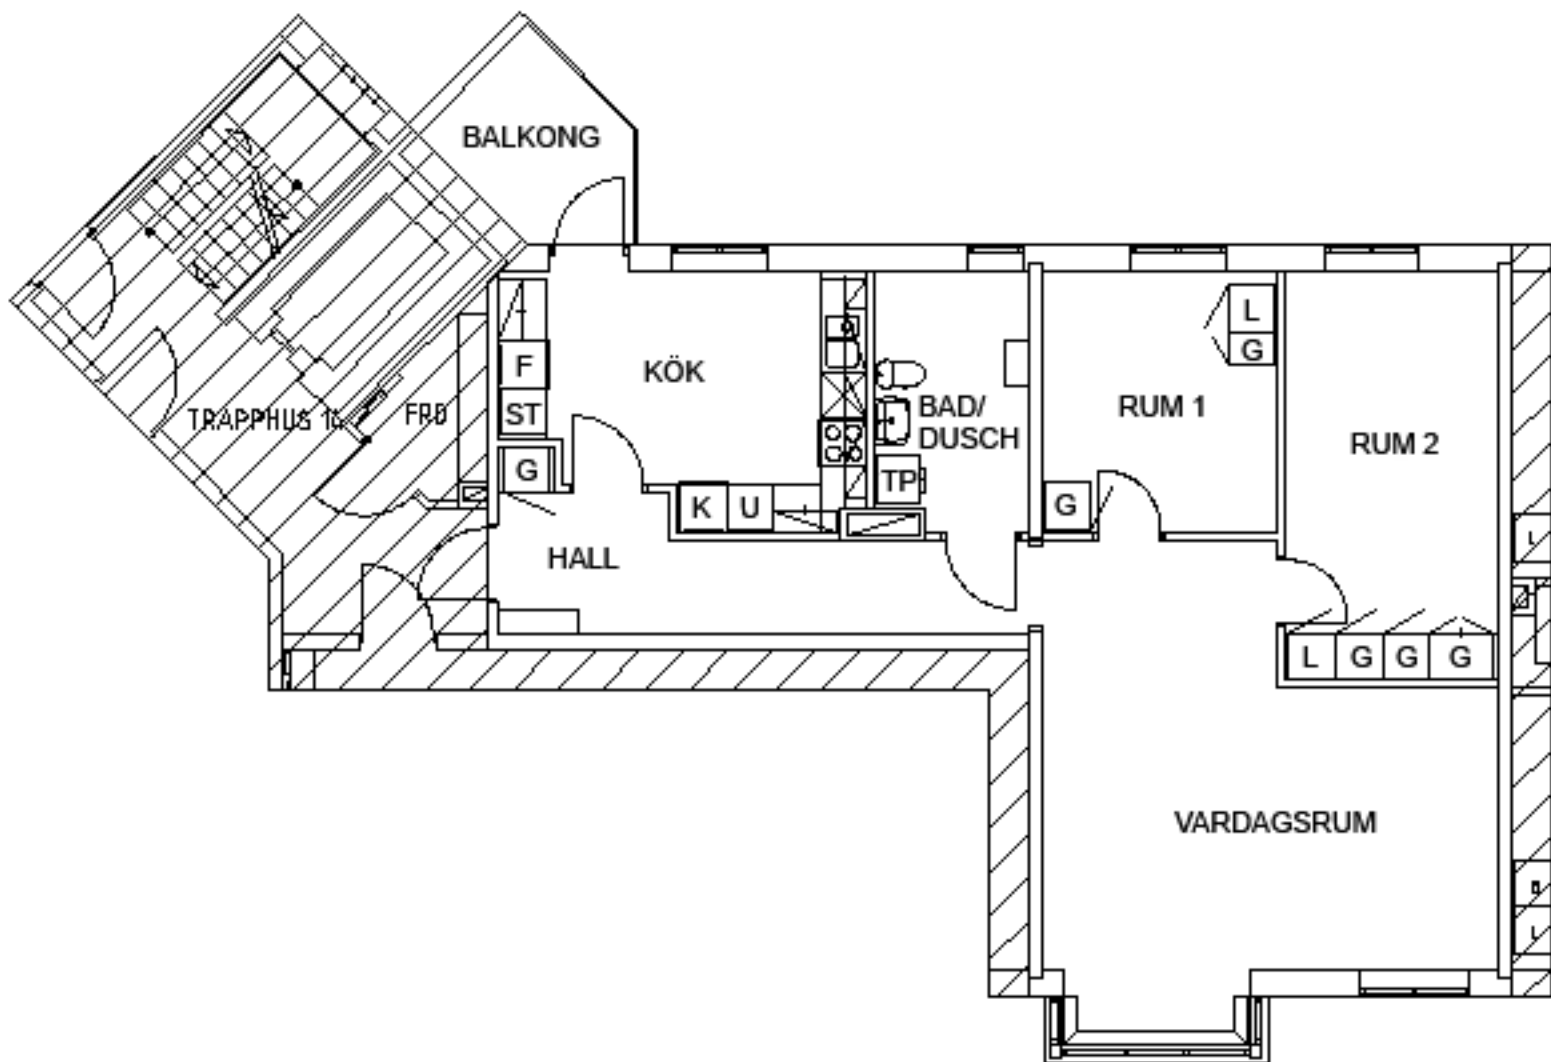 BALKONG
L
G
F
KÖK
ST
TRAPPHUS
FRD
BAD/
DUSCH
RUM 1
RUM 2
G
TP
K U
G
L
HALL
L G G G
VARDAGSRUM
L